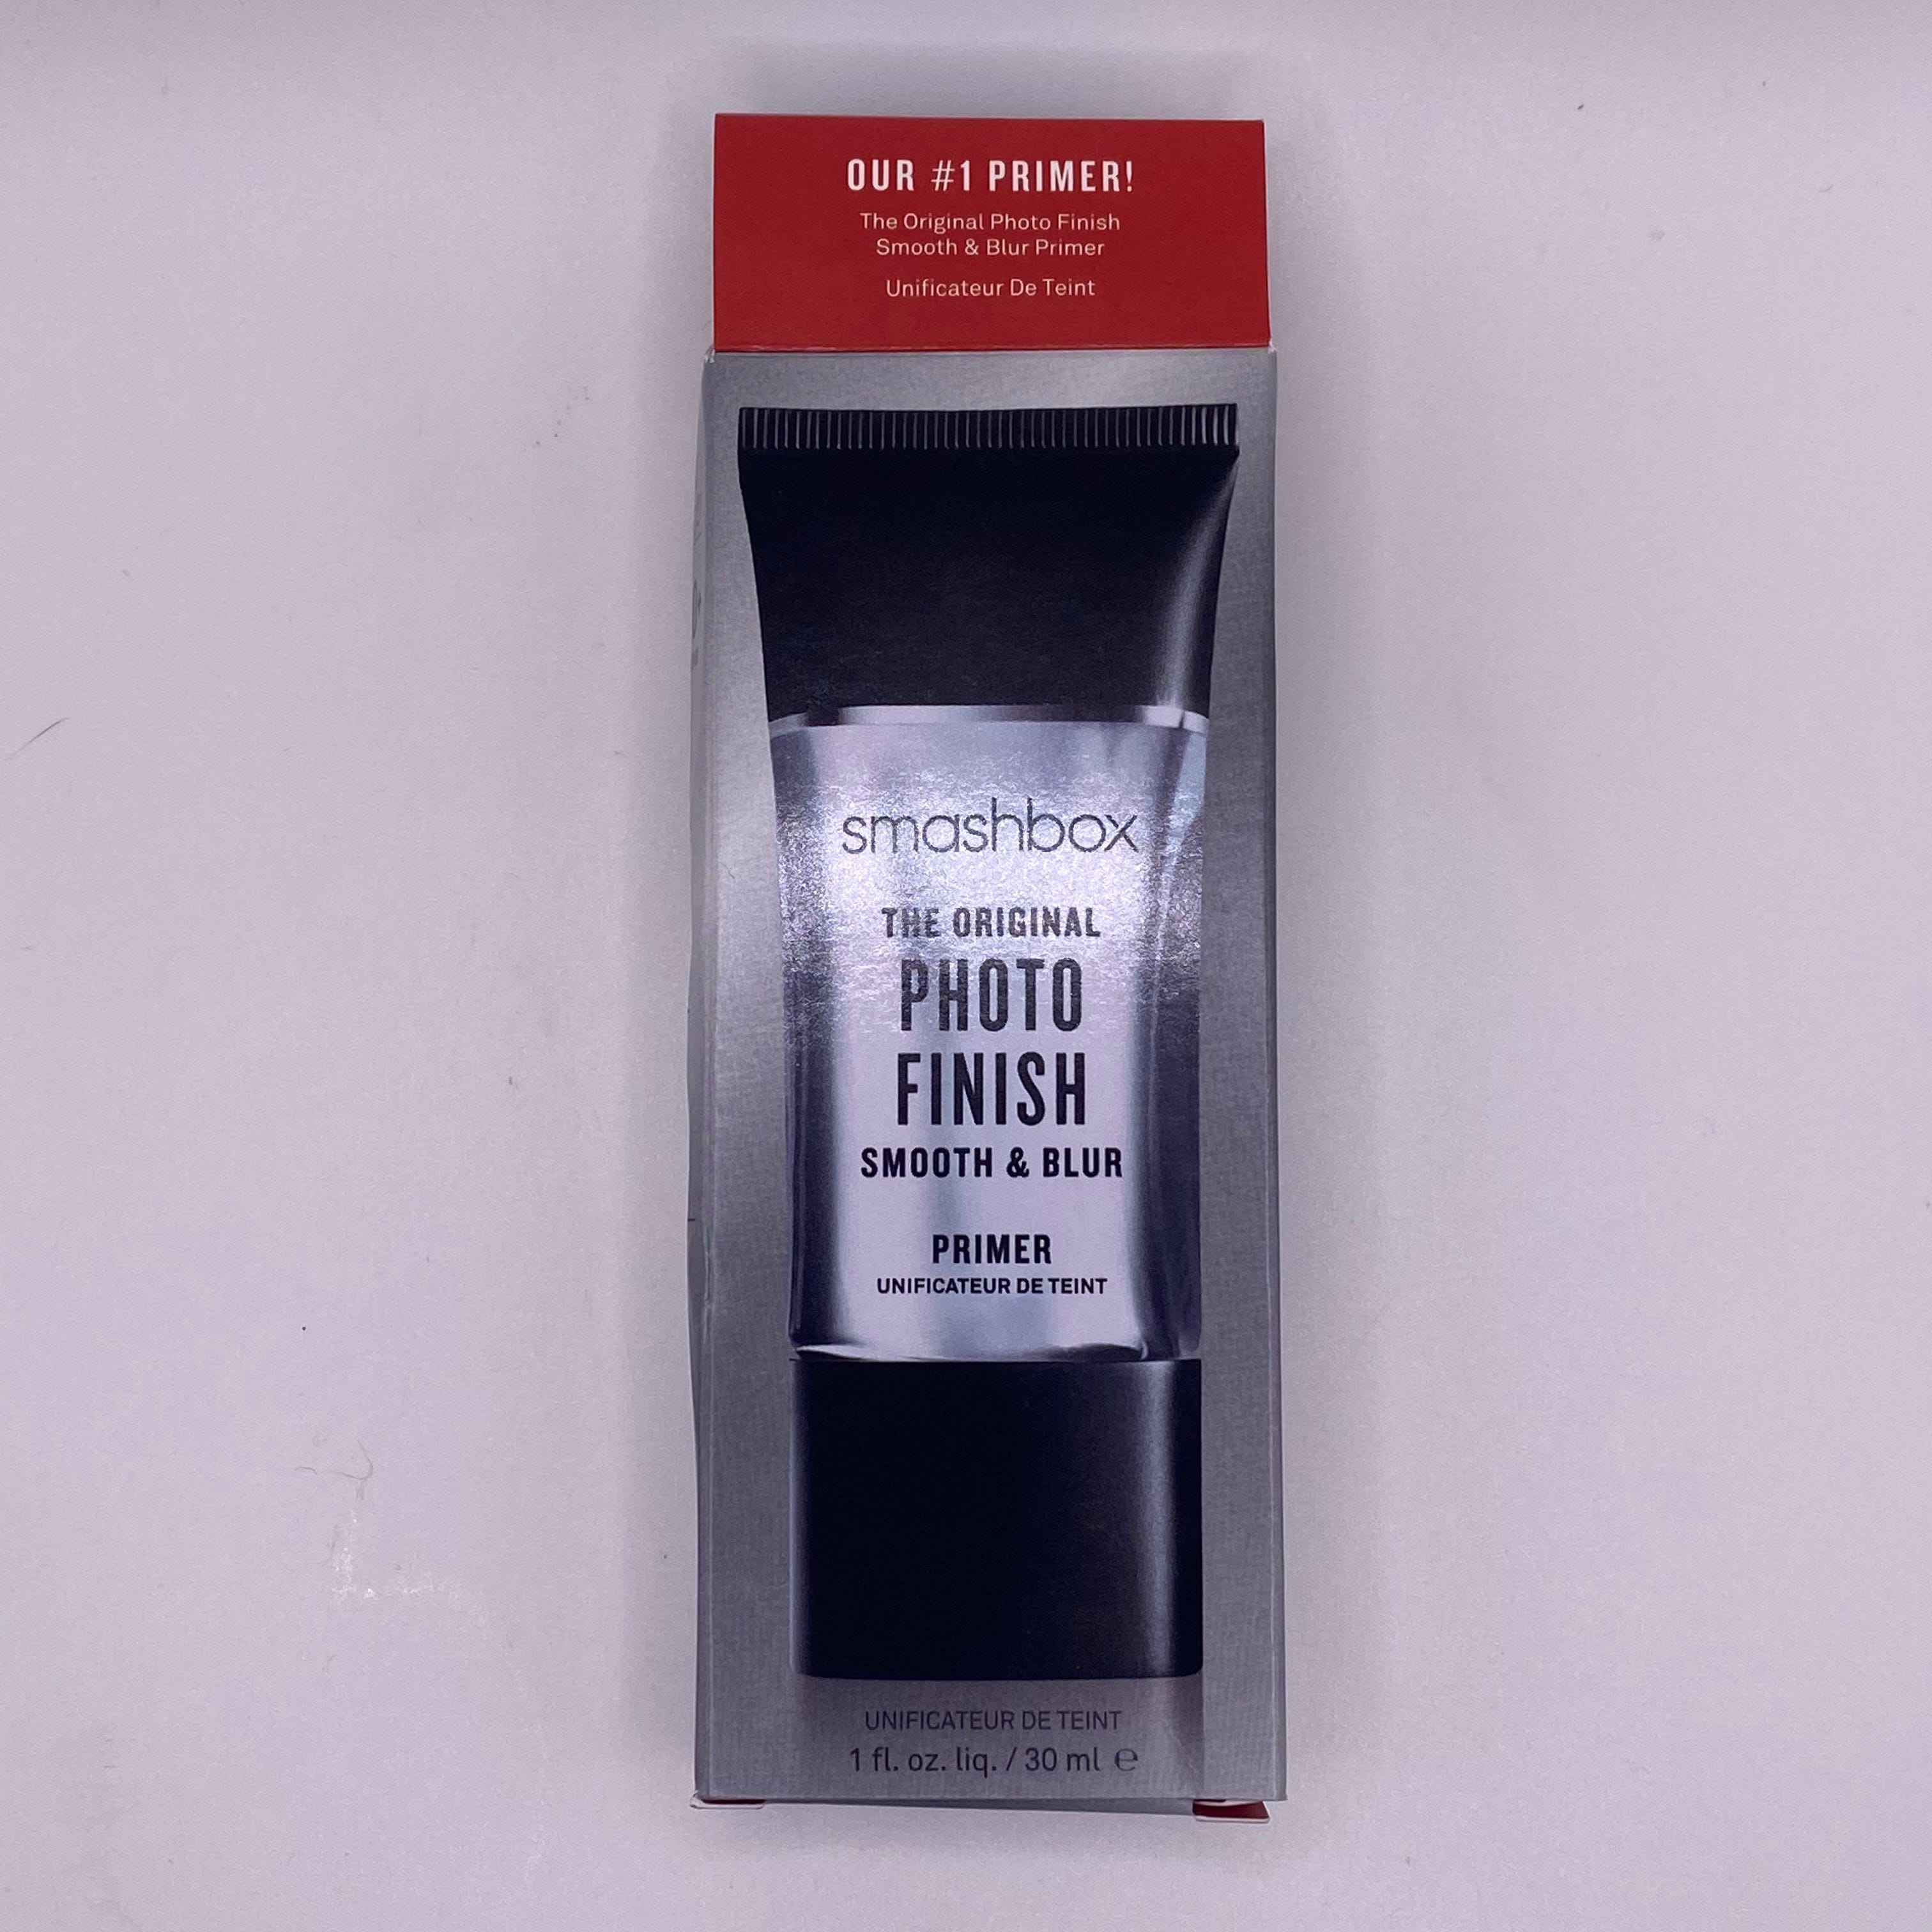 OUR #1 PRIMER!
The Original Photo Finish
Smooth & Blur Primer
Unificateur De Teint
smashbox
THE ORIGINAL
PHOTO
FINISH
SMOOTH & BLUR
PRIMER
UNIFICATEUR DE TEINT
UNIFICATEUR DE TEINT
1 fl. oz. liq. / 30 ml ℮